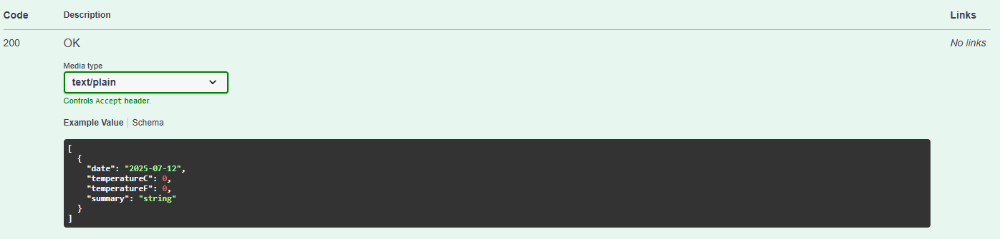 Code Description Links
200 OK No links
Media type
text/plain
Controls Accept header.
Example Value Schema
[
  {
    "date": "2025-07-12",
    "temperatureC": 0,
    "temperatureF": 0,
    "summary": "string"
  }
]